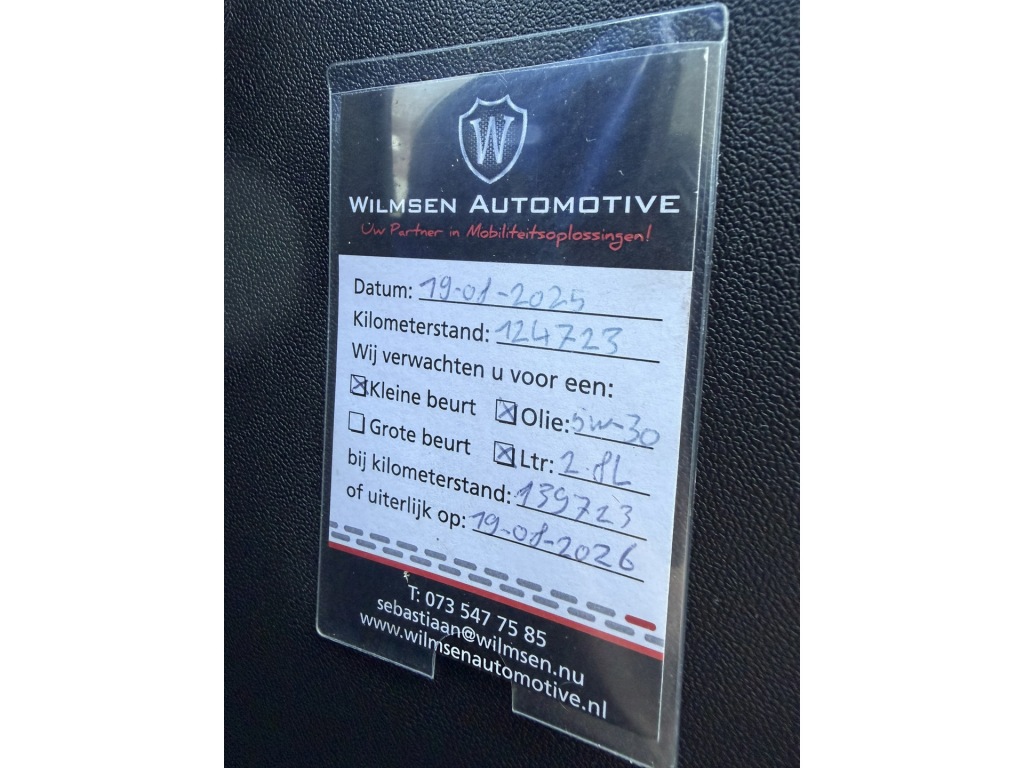 W
WILMSEN AUTOMOTIVE
Uw Partner in Mobiliteitsoplossingen!
Datum: 19-01-2025
Kilometerstand: 124723
Wij verwachten u voor een:
Kleine beurt Olie: 5w-30
Grote beurt Ltr: 2.8L
bij kilometerstand: 139723
of uiterlijk op: 19-01-2026
T: 073 547 75 85
sebastiaan@wilmsen.nu
www.wilmsenautomotive.nl